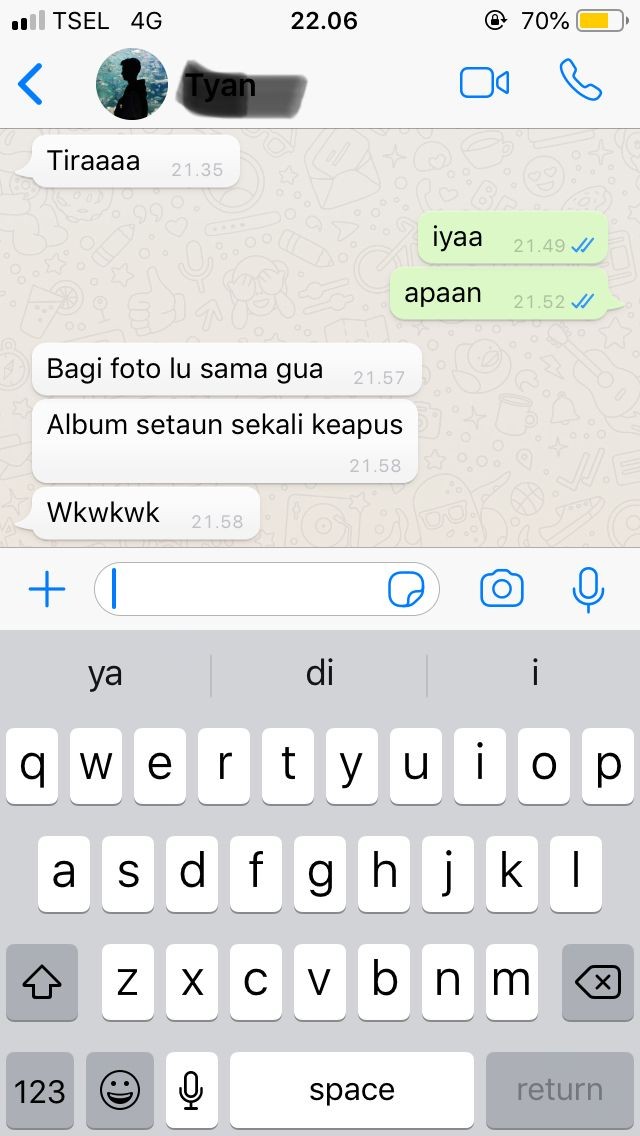 TSEL 4G 22.06 70%
Tyan
Tiraaaa 21.35
iyaa 21.49
apaan 21.52
Bagi foto lu sama gua 21.57
Album setaun sekali keapus
21.58
Wkwkwk 21.58
ya di i
q w e r t y u i o p
a s d f g h j k l
z x c v b n m
123 space return